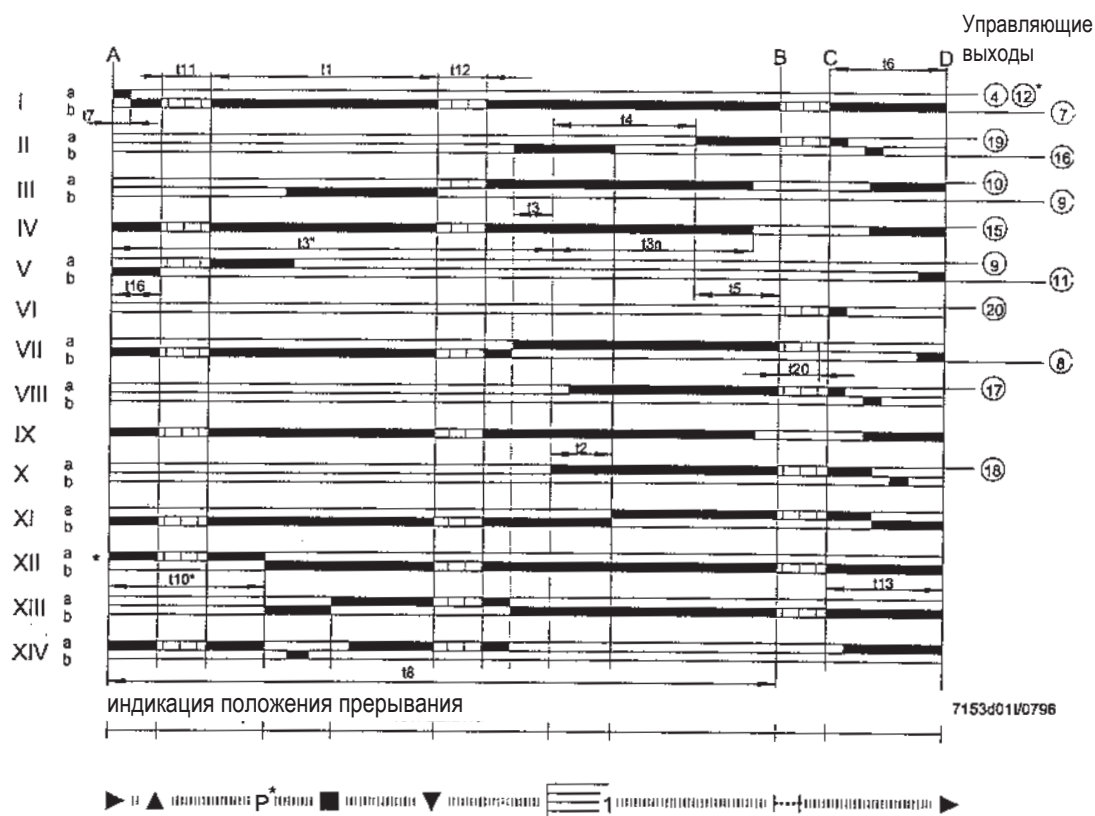 Управляющие
выходы
A B C D
t11 t1 t12 t6
I a b 4 12* 7
t7 t4
II a b 19 16
III a b 10 9
t3
IV 15
t3* t3n
V a b 9 11
t16 t5
VI 20
VII a b 8
t20
VIII a b 17
IX
t2
X a b 18
XI a b
* XII a b
t10* t13
XIII a b
XIV a b
t8
индикация положения прерывания
7153d01I/0796
P* 1